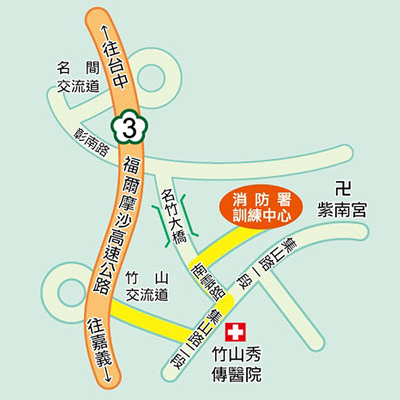 ←往台中
名間
交流道
3
彰南路
福爾摩沙高速公路
名竹大橋
消防署
訓練中心
卍
紫南宮
集山路一段
南雲路
竹山
交流道
集山路二段
往嘉義→
竹山秀
傳醫院